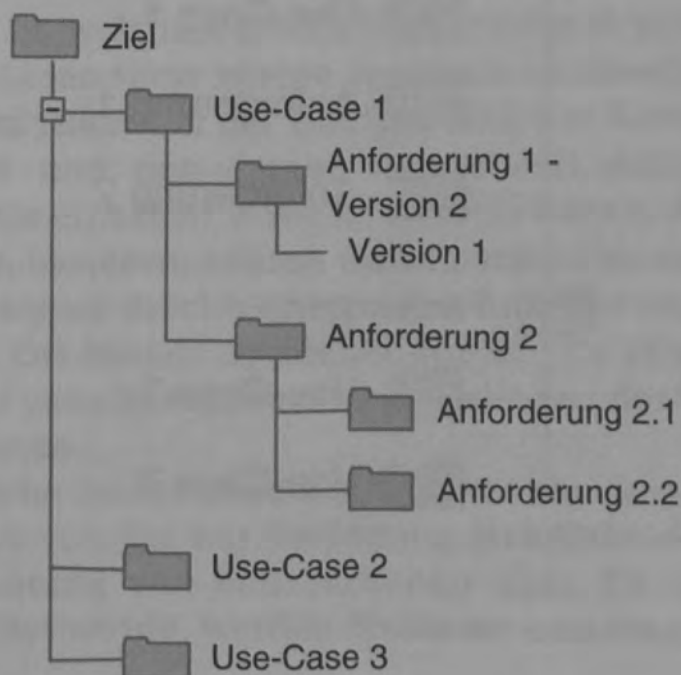 Ziel
Use-Case 1
Anforderung 1 -
Version 2
Version 1
Anforderung 2
Anforderung 2.1
Anforderung 2.2
Use-Case 2
Use-Case 3